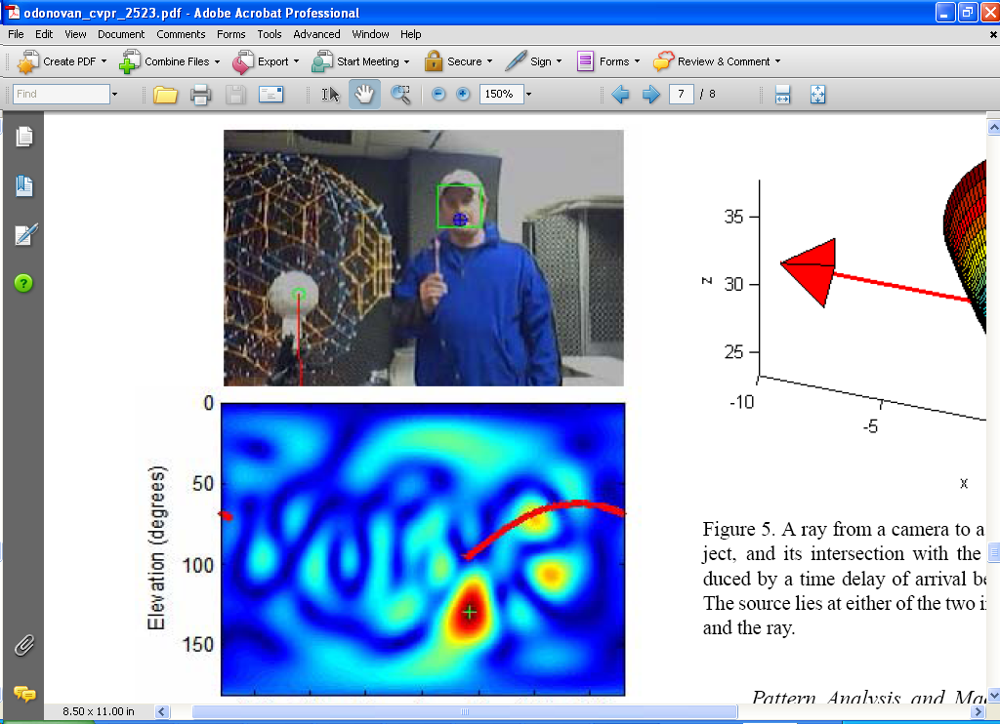 odonovan_cvpr_2523.pdf - Adobe Acrobat Professional
File Edit View Document Comments Forms Tools Advanced Window Help
Create PDF Combine Files Export Start Meeting Secure Sign Forms Review & Comment
Find 150% 7 / 8
0
50
100
150
Elevation (degrees)
35
30
25
z
-10
-5
x
Figure 5. A ray from a camera to a
ject, and its intersection with the
duced by a time delay of arrival be
The source lies at either of the two i
and the ray.
Pattern Analysis and Ma
8.50 x 11.00 in